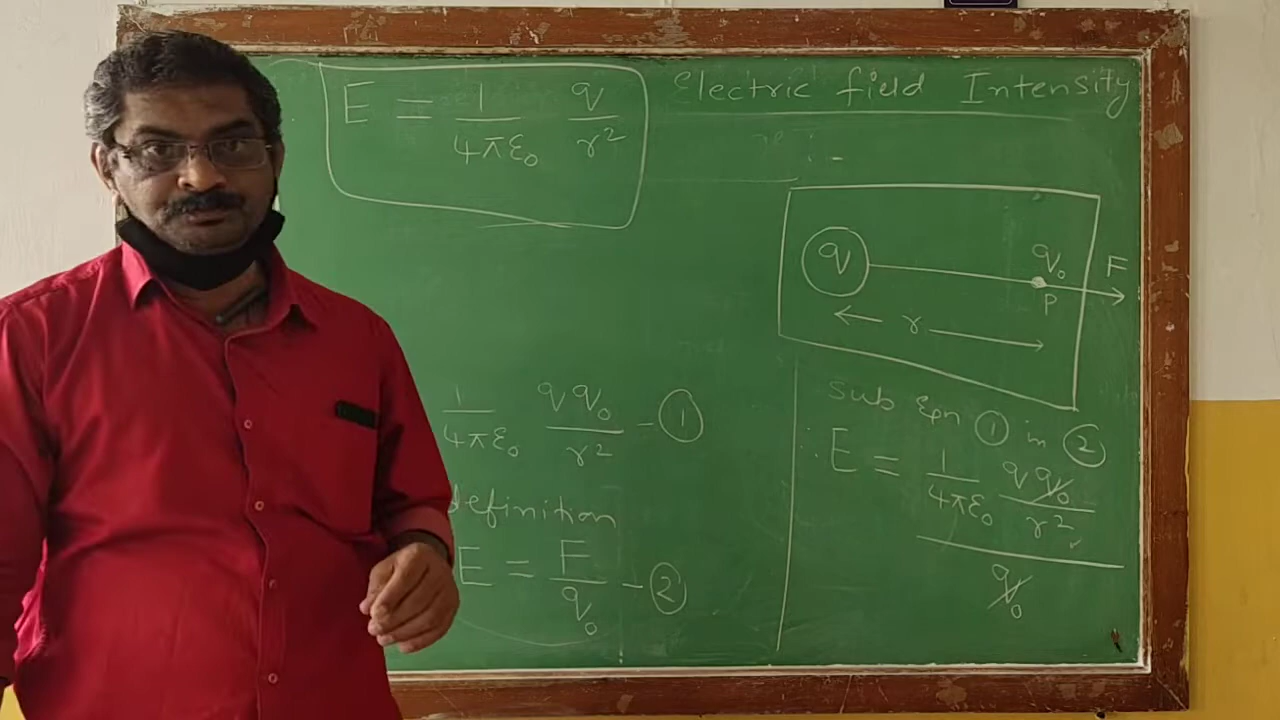 Electric field Intensity
E = 1/4πε₀ q/r²
q
q₀
F
P
r
1/4πε₀ qq₀/r² - ①
definition
E = F/q₀ - ②
Sub Eqn ① in ②
∴ E = 1/4πε₀ qq₀/r²
q₀